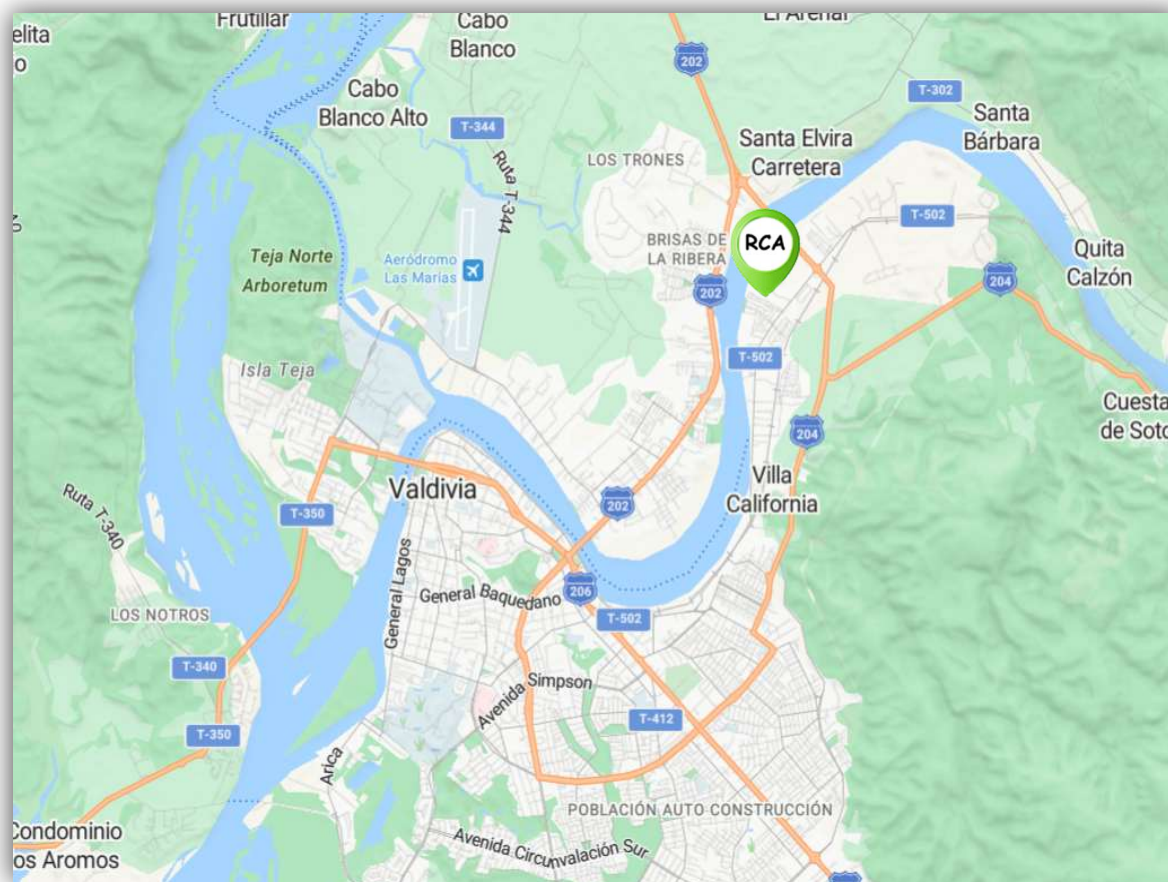 Frutillar
Cabo
Blanco
El Arenal
elita
o
202
Cabo
Blanco Alto
T-344
Ruta T-344
T-302
Santa
Bárbara
Santa Elvira
Carretera
LOS TRONES
T-502
RCA
BRISAS DE
LA RIBERA
Teja Norte
Arboretum
Aeródromo
Las Marías
Quita
Calzón
202
204
T-502
Isla Teja
Cuesta
de Soto
204
Valdivia
Villa
California
Ruta T-340
T-350
202
General Lagos
General Baquedano
206
T-502
LOS NOTROS
T-340
Avenida Simpson
T-412
T-350
Arica
POBLACIÓN AUTO CONSTRUCCIÓN
Condominio
os Aromos
Avenida Circunvalación Sur